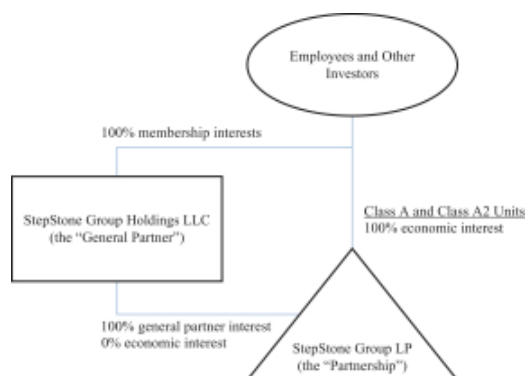 Employees and Other
Investors
100% membership interests
StepStone Group Holdings LLC
(the “General Partner”)
Class A and Class A2 Units
100% economic interest
100% general partner interest
0% economic interest
StepStone Group LP
(the “Partnership”)